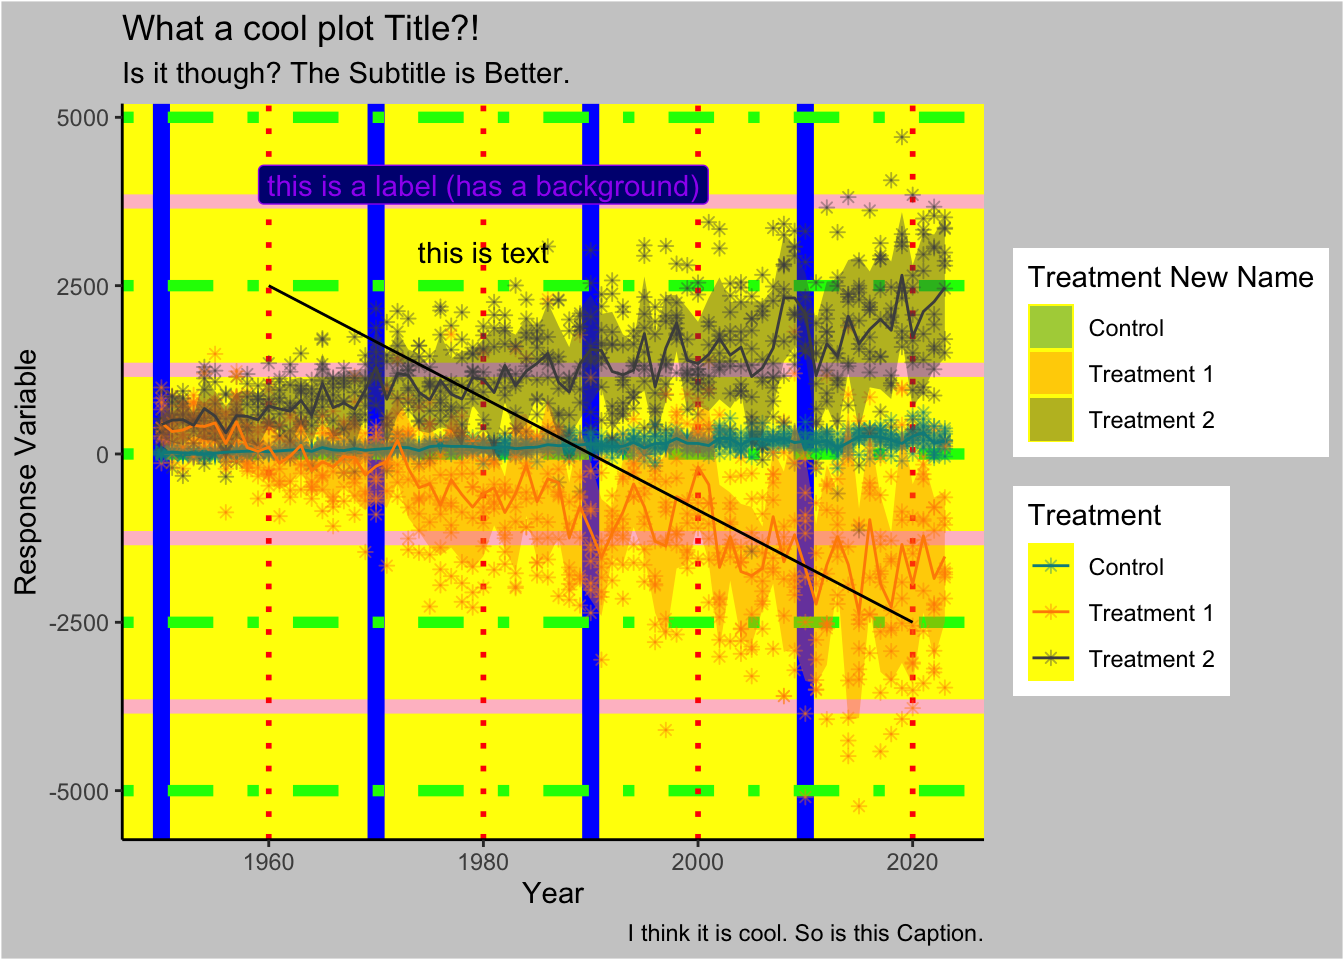 What a cool plot Title?!
Is it though? The Subtitle is Better.
Response Variable
5000
2500
0
-2500
-5000
this is a label (has a background)
this is text
1960
1980
2000
2020
Year
I think it is cool. So is this Caption.
Treatment New Name
Control
Treatment 1
Treatment 2
Treatment
Control
Treatment 1
Treatment 2